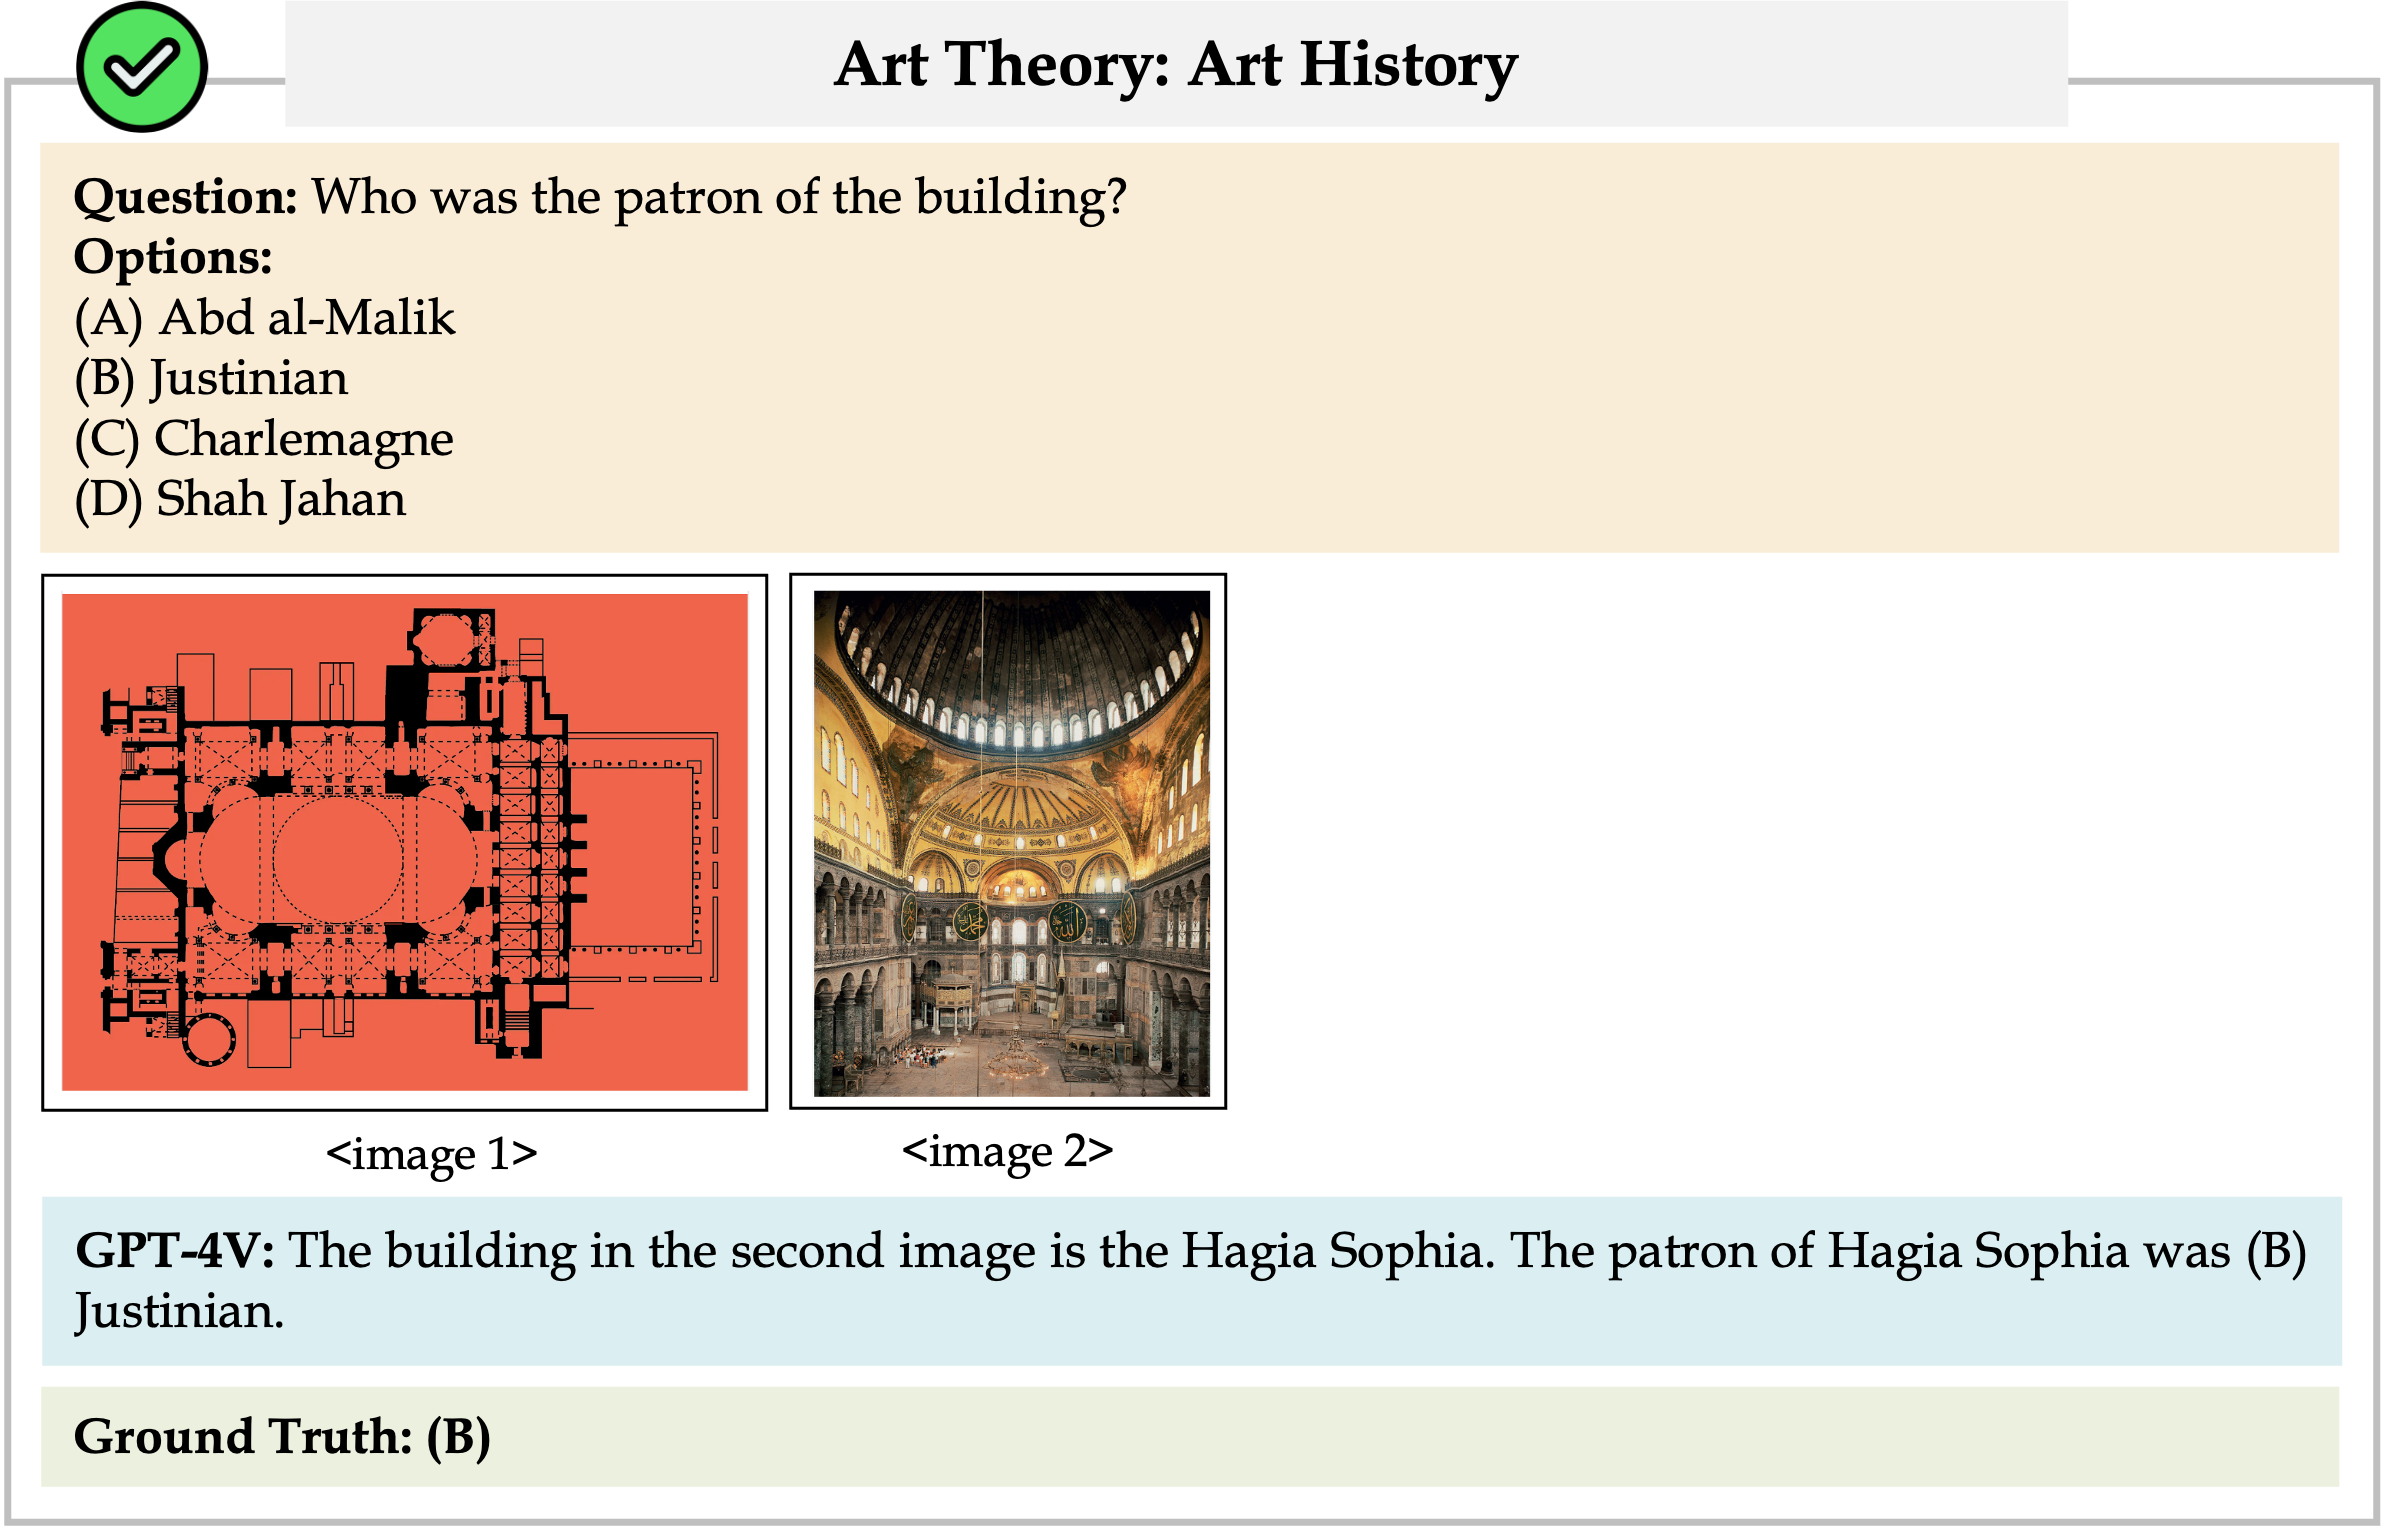 Art Theory: Art History
Question: Who was the patron of the building?
Options:
(A) Abd al-Malik
(B) Justinian
(C) Charlemagne
(D) Shah Jahan
<image 1>
<image 2>
GPT-4V: The building in the second image is the Hagia Sophia. The patron of Hagia Sophia was (B)
Justinian.
Ground Truth: (B)